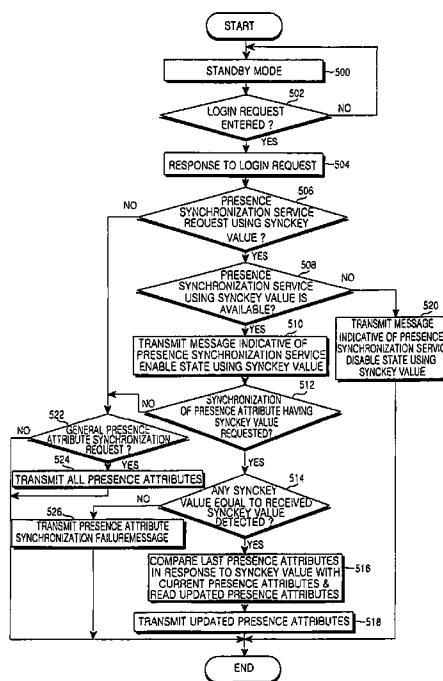 START
STANDBY MODE
500
502
LOGIN REQUEST
ENTERED ?
NO
YES
RESPONSE TO LOGIN REQUEST
504
506
NO
PRESENCE
SYNCHRONIZATION SERVICE
REQUEST USING SYNCKEY
VALUE ?
YES
508
PRESENCE
SYNCHRONIZATION SERVICE
USING SYNCKEY VALUE IS
AVAILABLE?
NO
520
YES
510
TRANSMIT MESSAGE
INDICATIVE OF PRESENCE
SYNCHRONIZATION SERVICE
DISABLE STATE USING
SYNCKEY VALUE
TRANSMIT MESSAGE INDICATIVE OF
PRESENCE SYNCHRONIZATION SERVICE
ENABLE STATE USING SYNCKEY VALUE
512
NO
SYNCHRONIZATION
OF PRESENCE ATTRIBUTE HAVING
SYNCKEY VALUE
REQUESTED?
522
NO
GENERAL PRESENCE
ATTRIBUTE SYNCHRONIZATION
REQUEST ?
524
YES
TRANSMIT ALL PRESENCE ATTRIBUTES
YES
514
NO
ANY SYNCKEY
VALUE EQUAL TO RECEIVED
SYNCKEY VALUE
DETECTED ?
526
TRANSMIT PRESENCE ATTRIBUTE
SYNCHRONIZATION FAILUREMESSAGE
YES
COMPARE LAST PRESENCE ATTRIBUTES
IN RESPONSE TO SYNCKEY VALUE WITH
CURRENT PRESENCE ATTRIBUTES &
READ UPDATED PRESENCE ATTRIBUTES
516
TRANSMIT UPDATED PRESENCE ATTRIBUTES
518
END